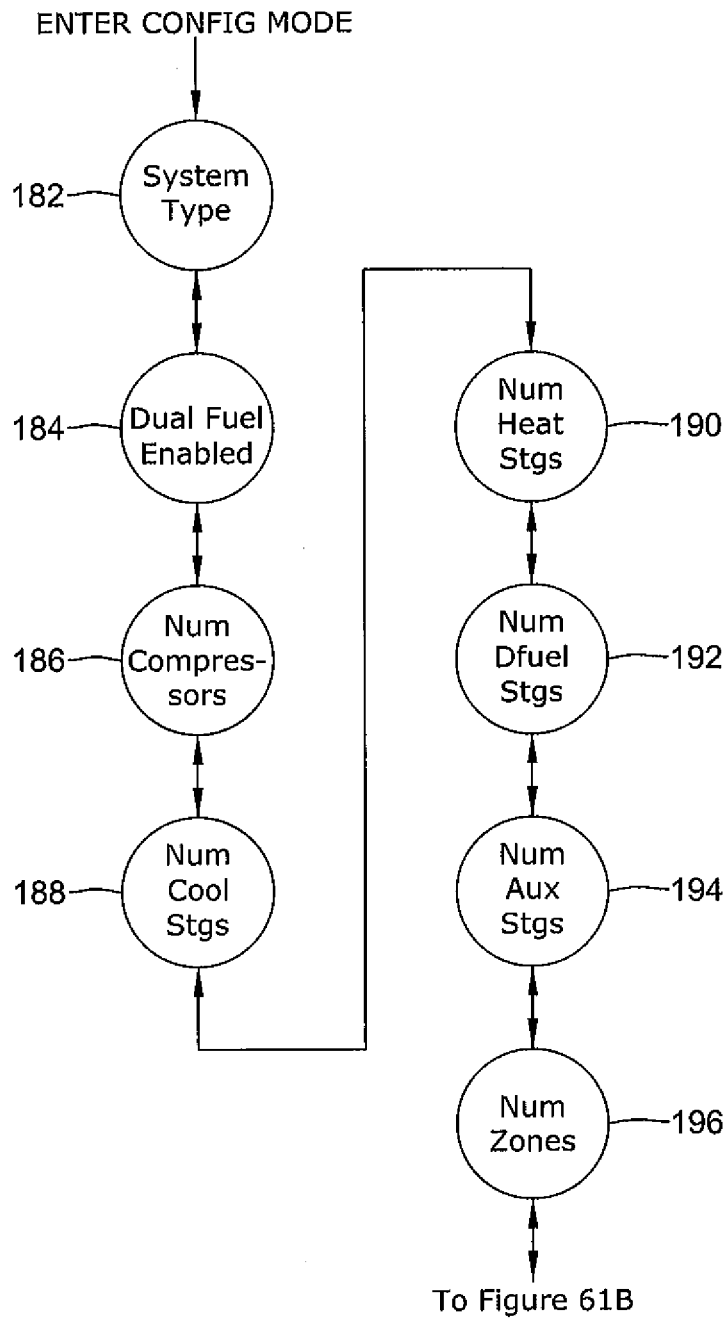 ENTER CONFIG MODE
182
System
Type
184
Dual Fuel
Enabled
186
Num
Compres-
sors
188
Num
Cool
Stgs
Num
Heat
Stgs
190
Num
Dfuel
Stgs
192
Num
Aux
Stgs
194
Num
Zones
196
To Figure 61B